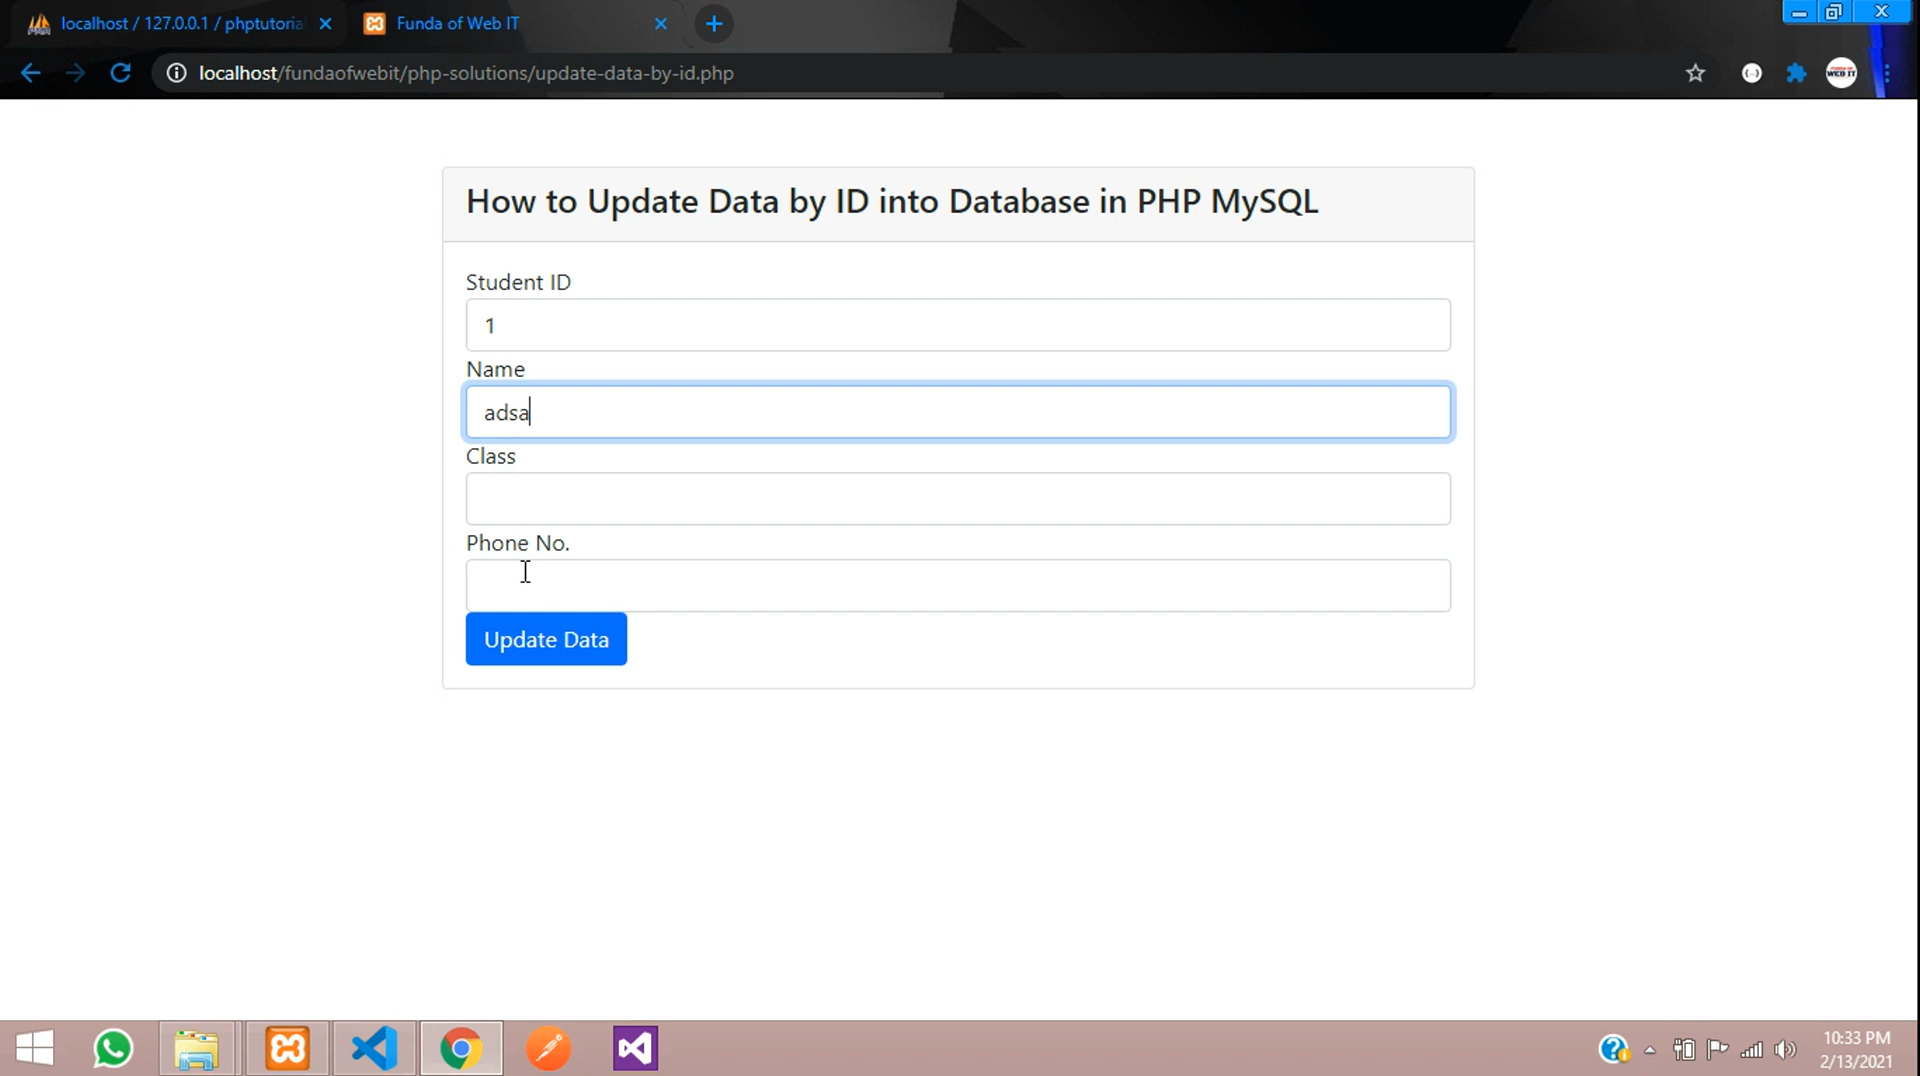 localhost / 127.0.0.1 / phptutoria
Funda of Web IT
localhost/fundaofwebit/php-solutions/update-data-by-id.php
How to Update Data by ID into Database in PHP MySQL
Student ID
1
Name
adsa
Class
Phone No.
Update Data
10:33 PM
2/13/2021